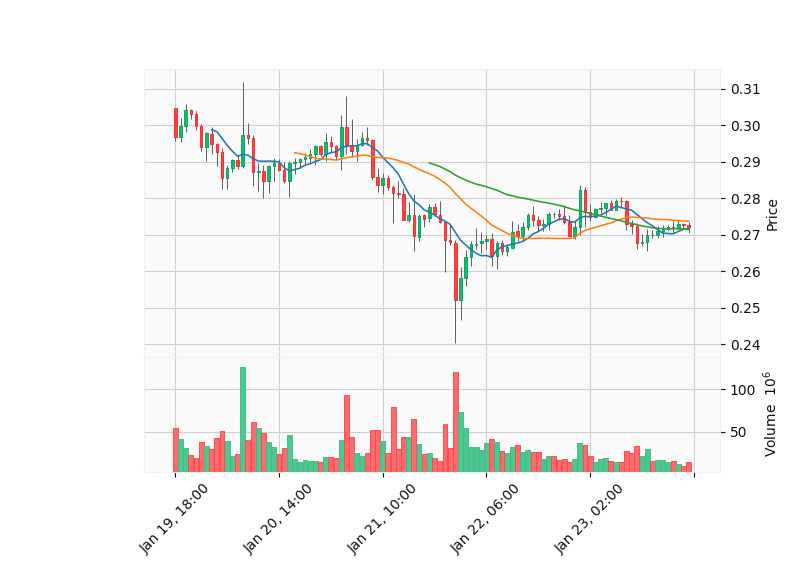 0.31
0.30
0.29
0.28
0.27
0.26
0.25
0.24
Price
100
50
Volume 10⁶
Jan 19, 18:00
Jan 20, 14:00
Jan 21, 10:00
Jan 22, 06:00
Jan 23, 02:00